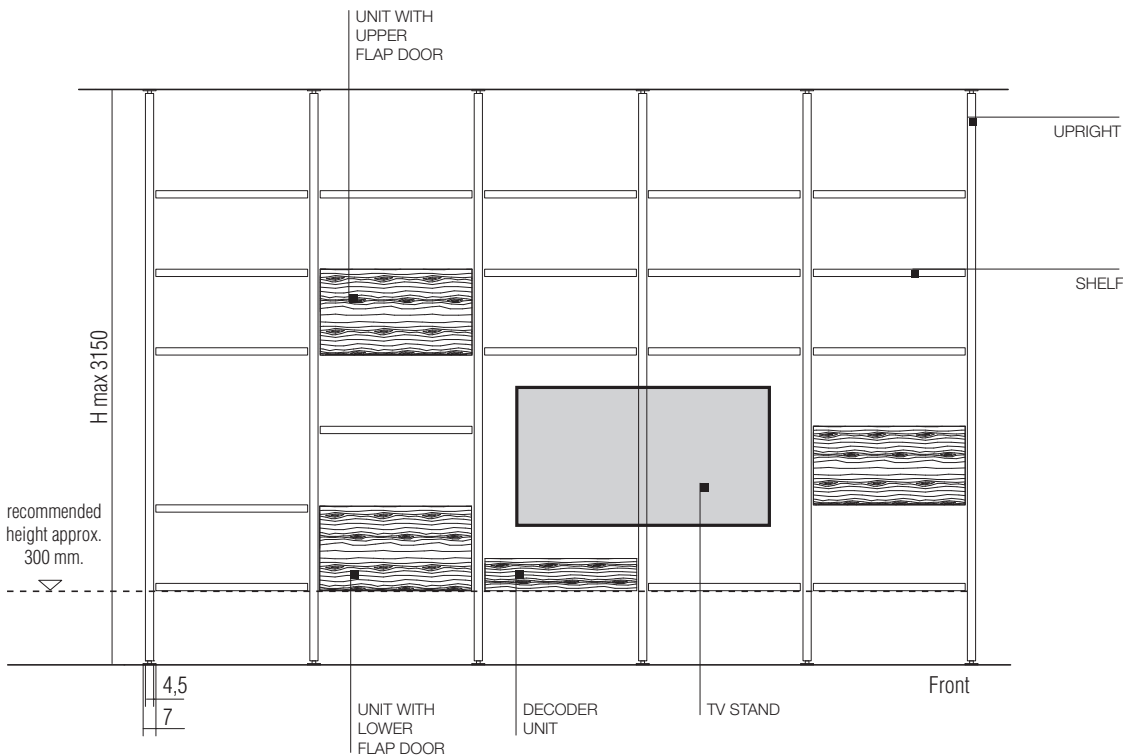 UNIT WITH
UPPER
FLAP DOOR
UPRIGHT
SHELF
H max 3150
recommended
height approx.
300 mm.
4,5
7
Front
UNIT WITH
LOWER
FLAP DOOR
DECODER
UNIT
TV STAND